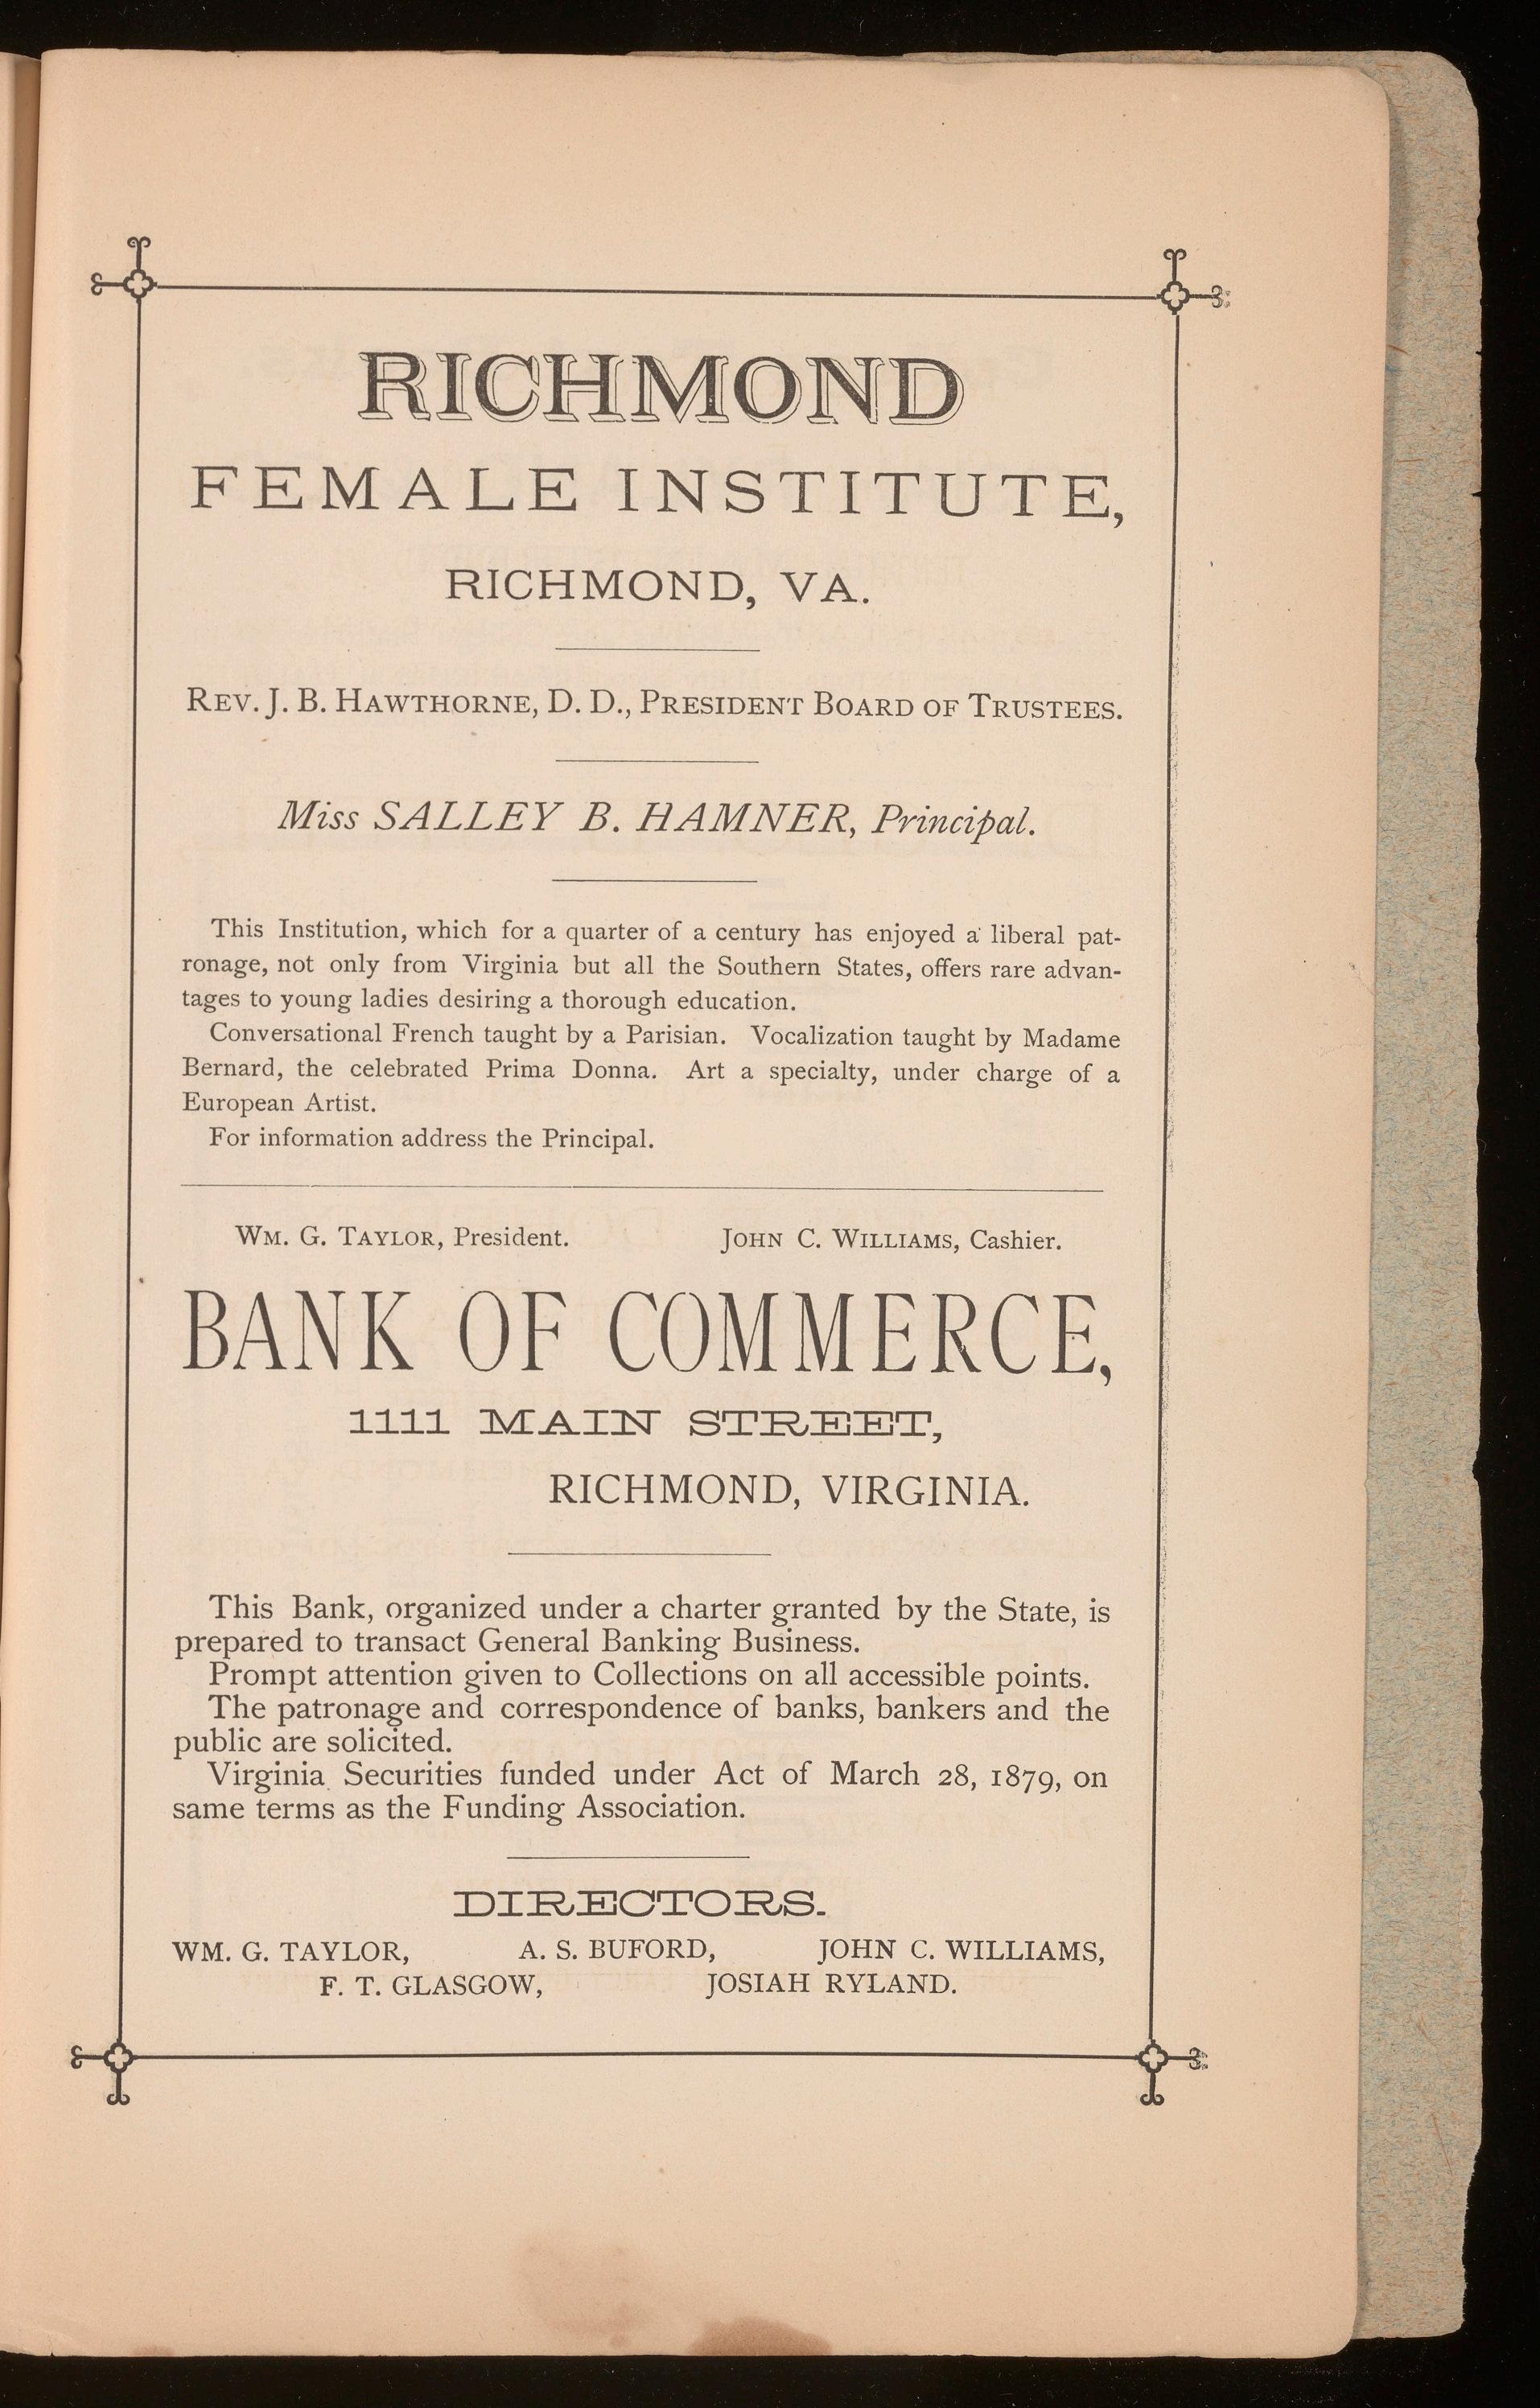 RICHMOND
FEMALE INSTITUTE,
RICHMOND, VA.
REV. J. B. HAWTHORNE, D. D., PRESIDENT BOARD OF TRUSTEES.
Miss SALLEY B. HAMNER, Principal.
This Institution, which for a quarter of a century has enjoyed a liberal pat-
ronage, not only from Virginia but all the Southern States, offers rare advan-
tages to young ladies desiring a thorough education.
Conversational French taught by a Parisian. Vocalization taught by Madame
Bernard, the celebrated Prima Donna. Art a specialty, under charge of a
European Artist.
For information address the Principal.
WM. G. TAYLOR, President. JOHN C. WILLIAMS, Cashier.
BANK OF COMMERCE,
1111 MAIN STREET,
RICHMOND, VIRGINIA.
This Bank, organized under a charter granted by the State, is
prepared to transact General Banking Business.
Prompt attention given to Collections on all accessible points.
The patronage and correspondence of banks, bankers and the
public are solicited.
Virginia Securities funded under Act of March 28, 1879, on
same terms as the Funding Association.
DIRECTORS.
WM. G. TAYLOR, A. S. BUFORD, JOHN C. WILLIAMS,
F. T. GLASGOW, JOSIAH RYLAND.